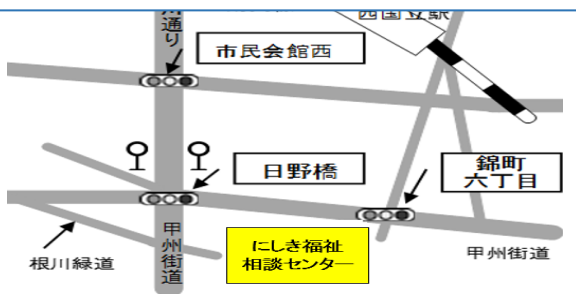 川通り
西国立駅
市民会館西
日野橋
錦町
六丁目
甲州街道
にしき福祉
相談センター
甲州街道
根川緑道